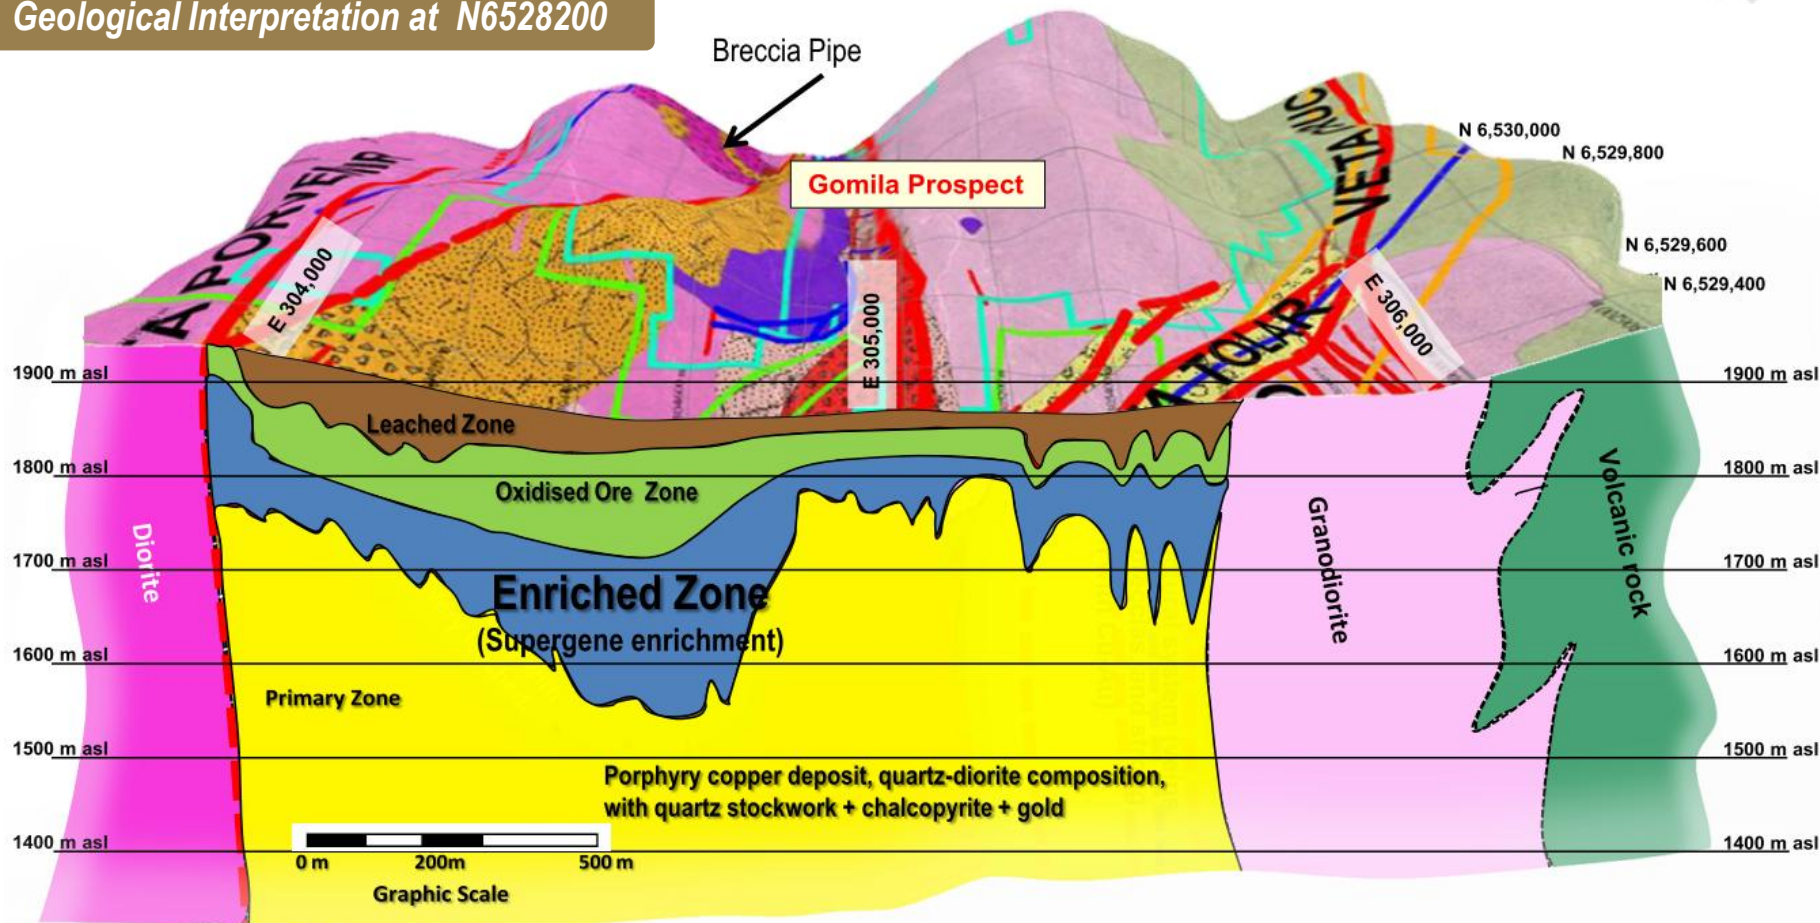 Geological Interpretation at N6528200
Breccia Pipe
Gomila Prospect
N 6,530,000
N 6,529,800
N 6,529,600
N 6,529,400
E 304,000
E 305,000
E 306,000
VETA
TOLAR
1900 m asl
1900 m asl
Leached Zone
1800 m asl
1800 m asl
Oxidised Ore Zone
1700 m asl
1700 m asl
Enriched Zone
(Supergene enrichment)
1600 m asl
1600 m asl
Primary Zone
Diorite
Granodiorite
Volcanic rock
1500 m asl
1500 m asl
Porphyry copper deposit, quartz-diorite composition,
with quartz stockwork + chalcopyrite + gold
1400 m asl
1400 m asl
0 m 200m 500 m
Graphic Scale